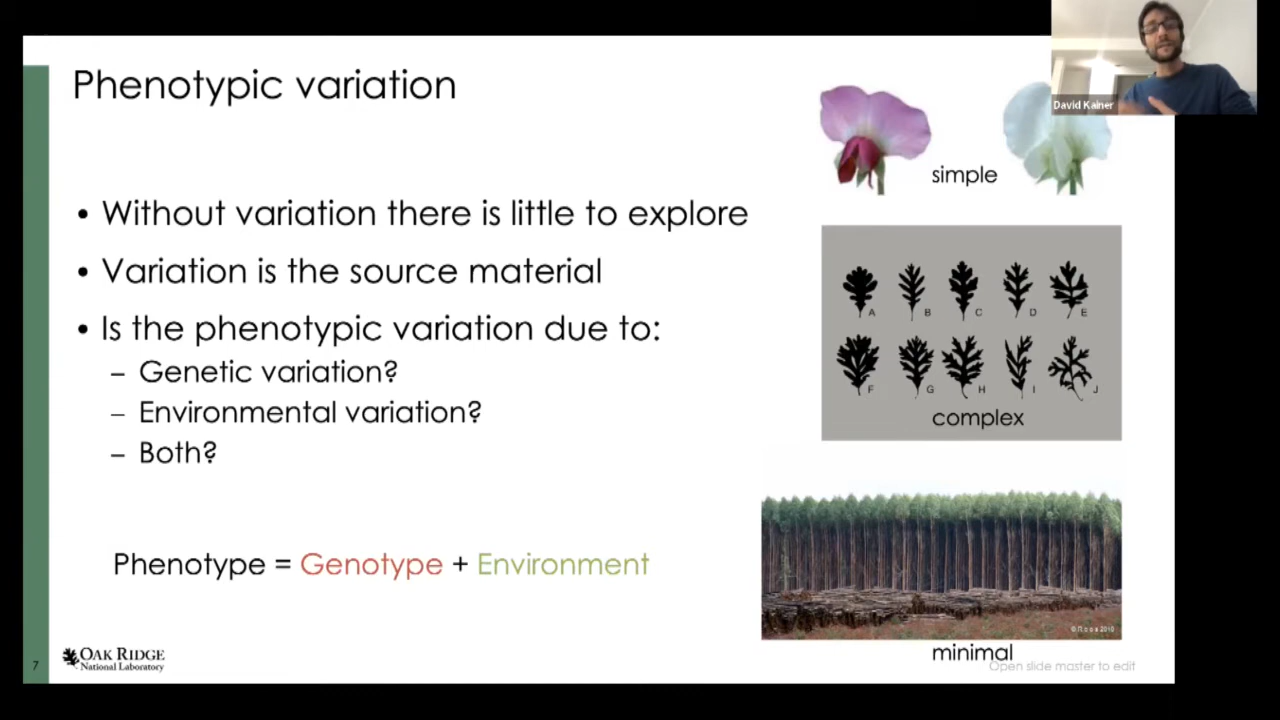 Phenotypic variation
David Kainer
simple
• Without variation there is little to explore
• Variation is the source material
• Is the phenotypic variation due to:
– Genetic variation?
– Environmental variation?
– Both?
A B C D E
F G H I J
complex
Phenotype = Genotype + Environment
© Rosa 2010
minimal
Open slide master to edit
7
OAK RIDGE
National Laboratory